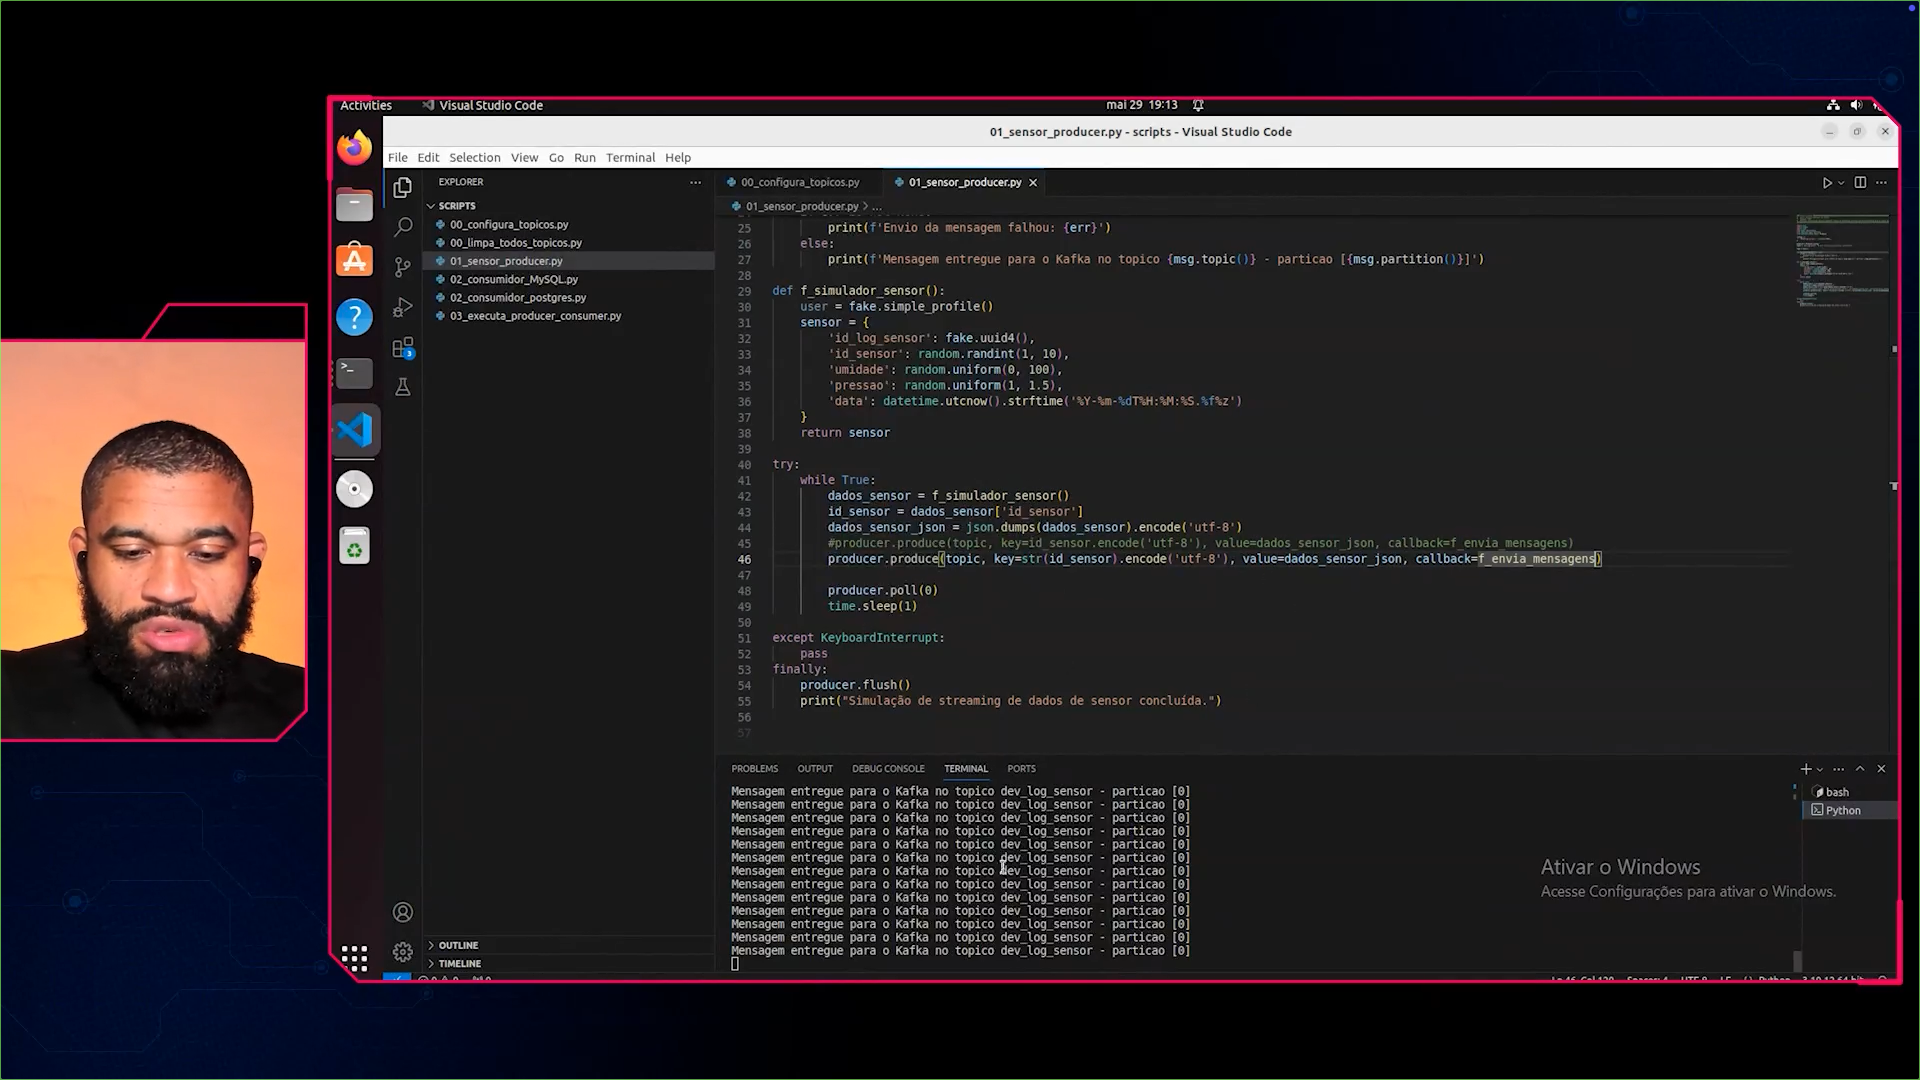 Activities
Visual Studio Code
mai 29 19:13
01_sensor_producer.py - scripts - Visual Studio Code
File Edit Selection View Go Run Terminal Help
EXPLORER
SCRIPTS
00_configura_topicos.py
00_limpa_todos_topicos.py
01_sensor_producer.py
02_consumidor_MySQL.py
02_consumidor_postgres.py
03_executa_producer_consumer.py
3
OUTLINE
TIMELINE
00_configura_topicos.py
01_sensor_producer.py
01_sensor_producer.py > ...
25 print(f'Envio da mensagem falhou: {err}')
26 else:
27 print(f'Mensagem entregue para o Kafka no topico {msg.topic()} - particao [{msg.partition()}]')
28
29 def f_simulador_sensor():
30 user = fake.simple_profile()
31 sensor = {
32 'id_log_sensor': fake.uuid4(),
33 'id_sensor': random.randint(1, 10),
34 'umidade': random.uniform(0, 100),
35 'pressao': random.uniform(1, 1.5),
36 'data': datetime.utcnow().strftime('%Y-%m-%dT%H:%M:%S.%f%z')
37 }
38 return sensor
39
40 try:
41 while True:
42 dados_sensor = f_simulador_sensor()
43 id_sensor = dados_sensor['id_sensor']
44 dados_sensor_json = json.dumps(dados_sensor).encode('utf-8')
45 #producer.produce(topic, key=id_sensor.encode('utf-8'), value=dados_sensor_json, callback=f_envia_mensagens)
46 producer.produce(topic, key=str(id_sensor).encode('utf-8'), value=dados_sensor_json, callback=f_envia_mensagens)
47
48 producer.poll(0)
49 time.sleep(1)
50
51 except KeyboardInterrupt:
52 pass
53 finally:
54 producer.flush()
55 print("Simulação de streaming de dados de sensor concluída.")
56
57
PROBLEMS OUTPUT DEBUG CONSOLE TERMINAL PORTS
Mensagem entregue para o Kafka no topico dev_log_sensor - particao [0]
Mensagem entregue para o Kafka no topico dev_log_sensor - particao [0]
Mensagem entregue para o Kafka no topico dev_log_sensor - particao [0]
Mensagem entregue para o Kafka no topico dev_log_sensor - particao [0]
Mensagem entregue para o Kafka no topico dev_log_sensor - particao [0]
Mensagem entregue para o Kafka no topico dev_log_sensor - particao [0]
Mensagem entregue para o Kafka no topico dev_log_sensor - particao [0]
Mensagem entregue para o Kafka no topico dev_log_sensor - particao [0]
Mensagem entregue para o Kafka no topico dev_log_sensor - particao [0]
Mensagem entregue para o Kafka no topico dev_log_sensor - particao [0]
Mensagem entregue para o Kafka no topico dev_log_sensor - particao [0]
Mensagem entregue para o Kafka no topico dev_log_sensor - particao [0]
Mensagem entregue para o Kafka no topico dev_log_sensor - particao [0]
bash
Python
Ativar o Windows
Acesse Configurações para ativar o Windows.